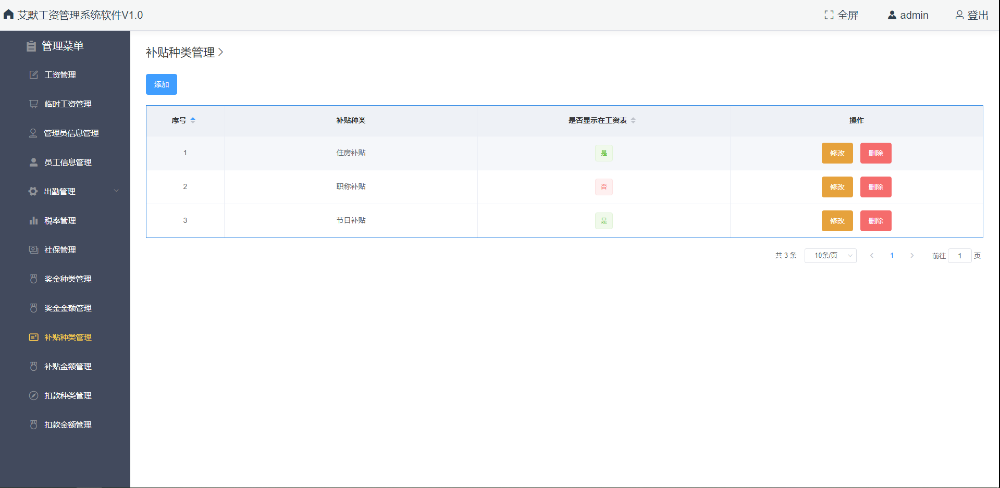 艾默工资管理系统软件V1.0 全屏 admin 登出
管理菜单
工资管理
临时工资管理
管理员信息管理
员工信息管理
出勤管理
税率管理
社保管理
奖金种类管理
奖金金额管理
补贴种类管理
补贴金额管理
扣款种类管理
扣款金额管理
补贴种类管理
添加
序号 补贴种类 是否显示在工资表 操作
1 住房补贴 是 修改 删除
2 职称补贴 否 修改 删除
3 节日补贴 是 修改 删除
共 3 条 10条/页 1 前往 1 页